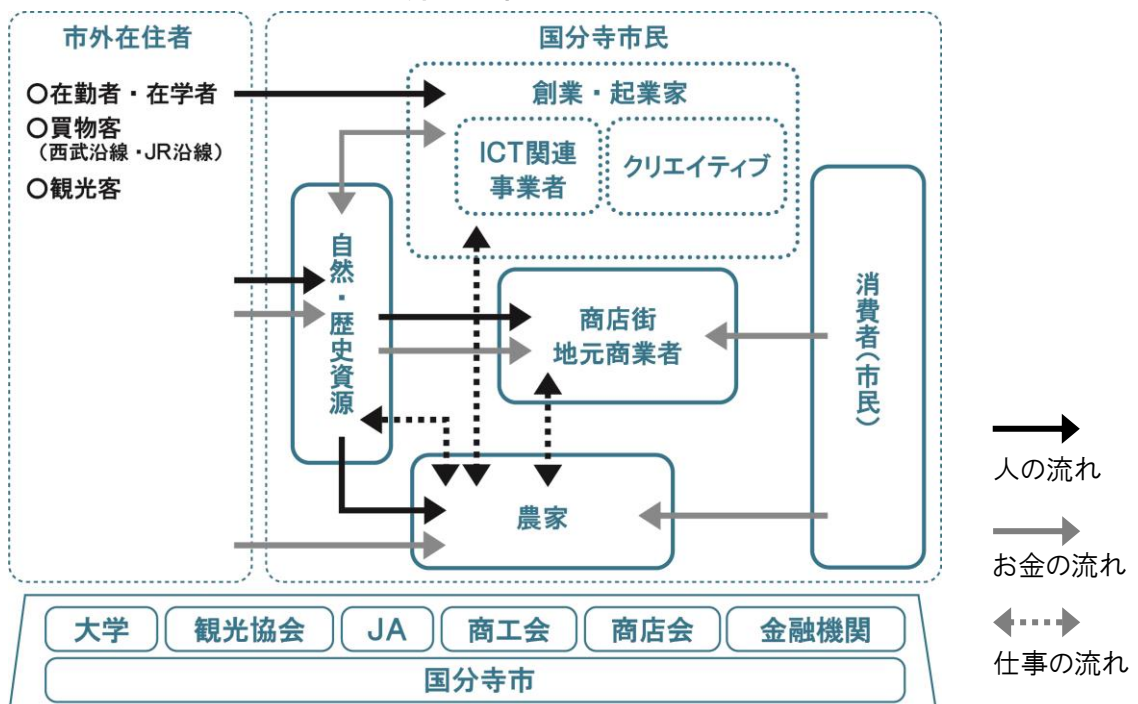 市外在住者
〇在勤者・在学者
〇買物客
（西武沿線・JR沿線）
〇観光客
国分寺市民
創業・起業家
ICT関連
事業者
クリエイティブ
自然・歴史資源
商店街
地元商業者
農家
消費者（市民）
人の流れ
お金の流れ
仕事の流れ
大学
観光協会
JA
商工会
商店会
金融機関
国分寺市